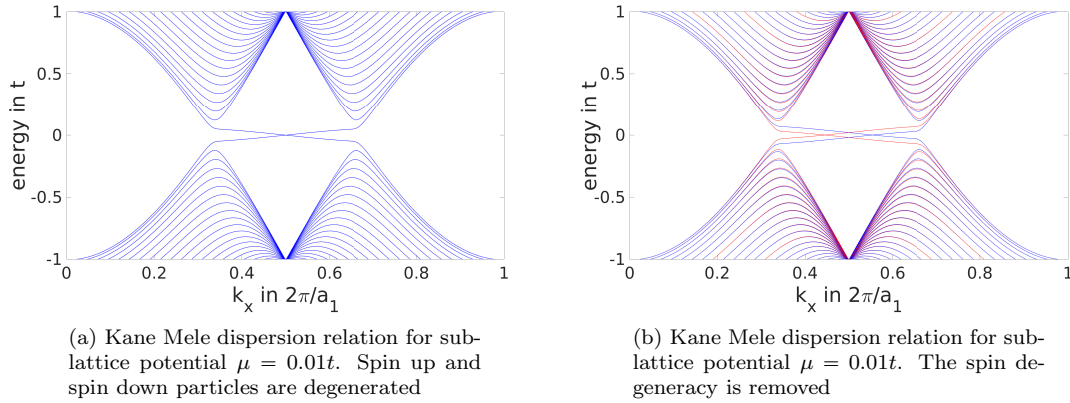 1
0.5
0
-0.5
-1
energy in t
0 0.2 0.4 0.6 0.8 1
k_x in 2π/a_1
(a) Kane Mele dispersion relation for sub-
lattice potential μ = 0.01t. Spin up and
spin down particles are degenerated
1
0.5
0
-0.5
-1
energy in t
0 0.2 0.4 0.6 0.8 1
k_x in 2π/a_1
(b) Kane Mele dispersion relation for sub-
lattice potential μ = 0.01t. The spin de-
generacy is removed